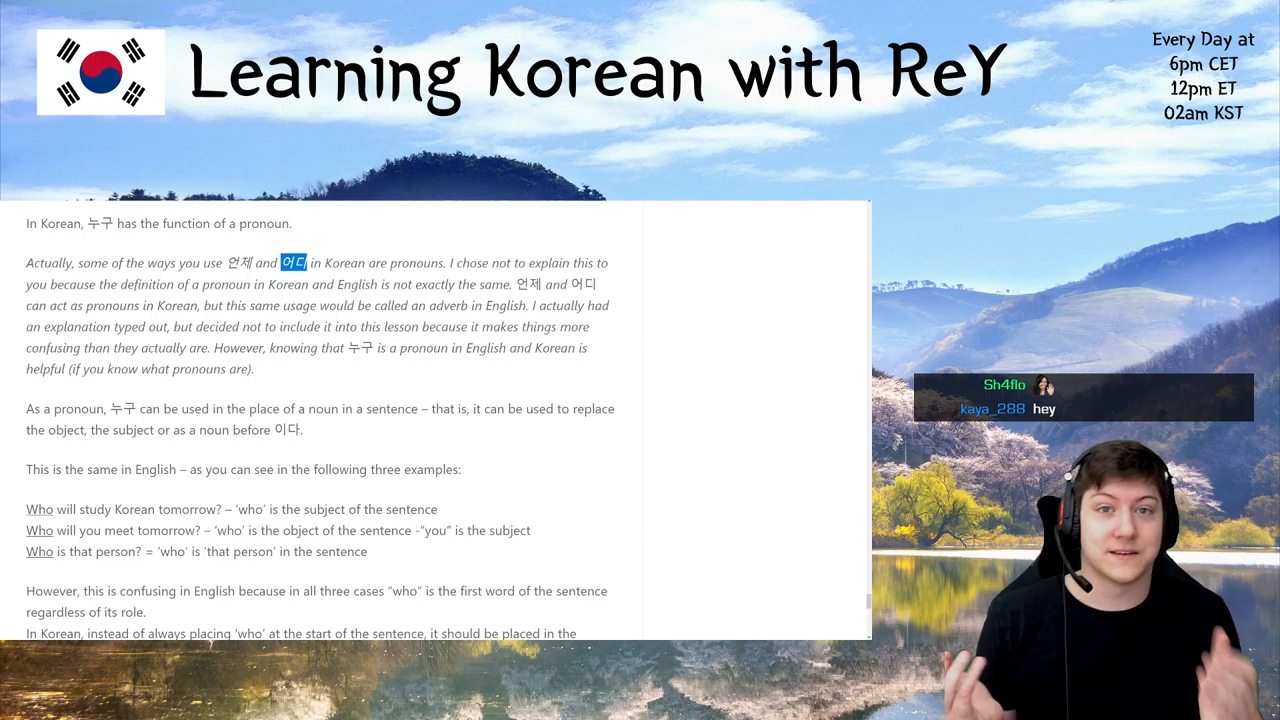 Learning Korean with ReY
Every Day at
6pm CET
12pm ET
02am KST
In Korean, 누구 has the function of a pronoun.
Actually, some of the ways you use 언제 and 어디 in Korean are pronouns. I chose not to explain this to
you because the definition of a pronoun in Korean and English is not exactly the same. 언제 and 어디
can act as pronouns in Korean, but this same usage would be called an adverb in English. I actually had
an explanation typed out, but decided not to include it into this lesson because it makes things more
confusing than they actually are. However, knowing that 누구 is a pronoun in English and Korean is
helpful (if you know what pronouns are).
As a pronoun, 누구 can be used in the place of a noun in a sentence – that is, it can be used to replace
the object, the subject or as a noun before 이다.
This is the same in English – as you can see in the following three examples:
Who will study Korean tomorrow? – ‘who’ is the subject of the sentence
Who will you meet tomorrow? – ‘who’ is the object of the sentence -“you” is the subject
Who is that person? = ‘who’ is ‘that person’ in the sentence
However, this is confusing in English because in all three cases “who” is the first word of the sentence
regardless of its role.
In Korean, instead of always placing ‘who’ at the start of the sentence, it should be placed in the
Sh4flo
kaya_288 hey